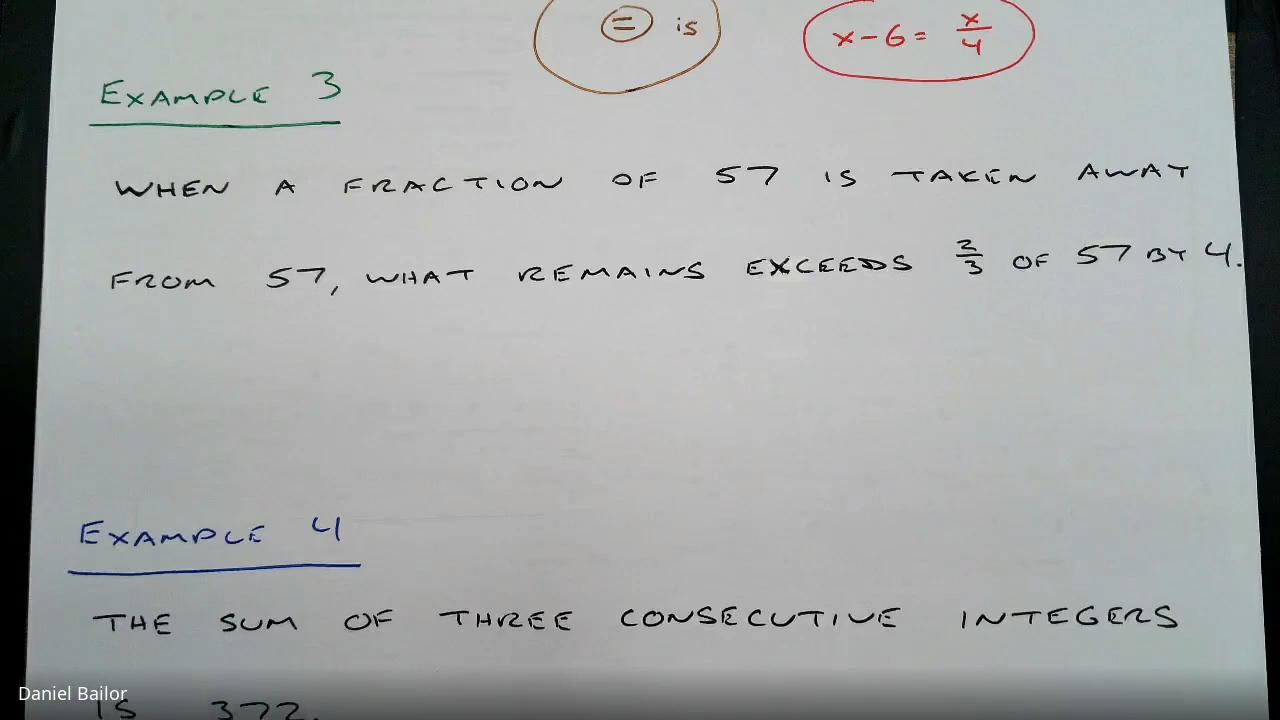 = is
x-6= x/4
EXAMPLE 3
WHEN A FRACTION OF 57 IS TAKEN AWAY
FROM 57, WHAT REMAINS EXCEEDS 2/3 OF 57 BY 4.
EXAMPLE 4
THE SUM OF THREE CONSECUTIVE INTEGERS
IS 372.
Daniel Bailor